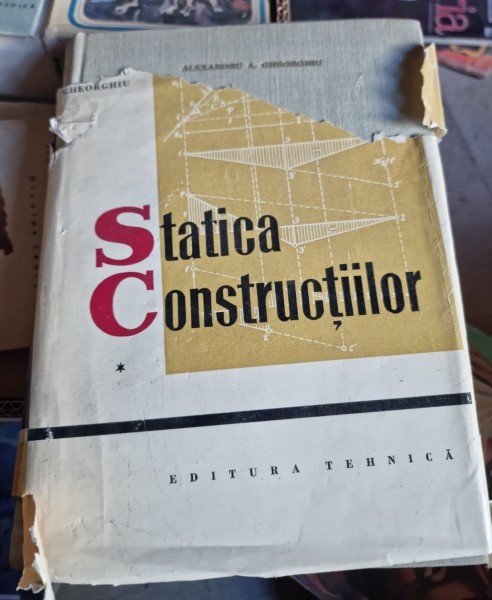 ALEXANDRU A. GHEORGHIU
GHEORGHIU
Statica
Construcțiilor
*
EDITURA TEHNICĂ